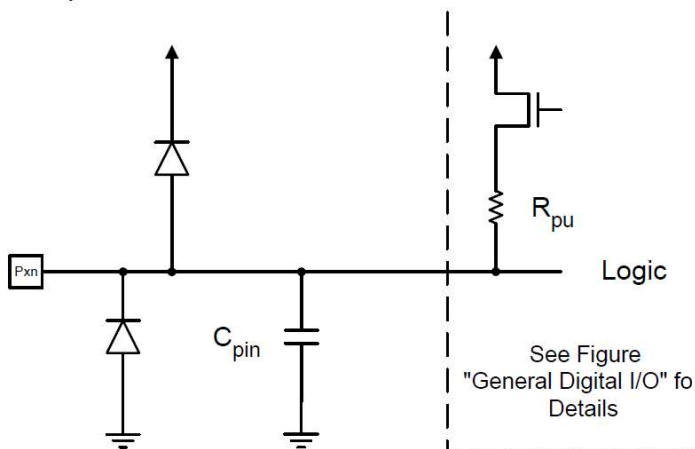 Pxn
C pin
R pu
Logic
See Figure
"General Digital I/O" fo
Details